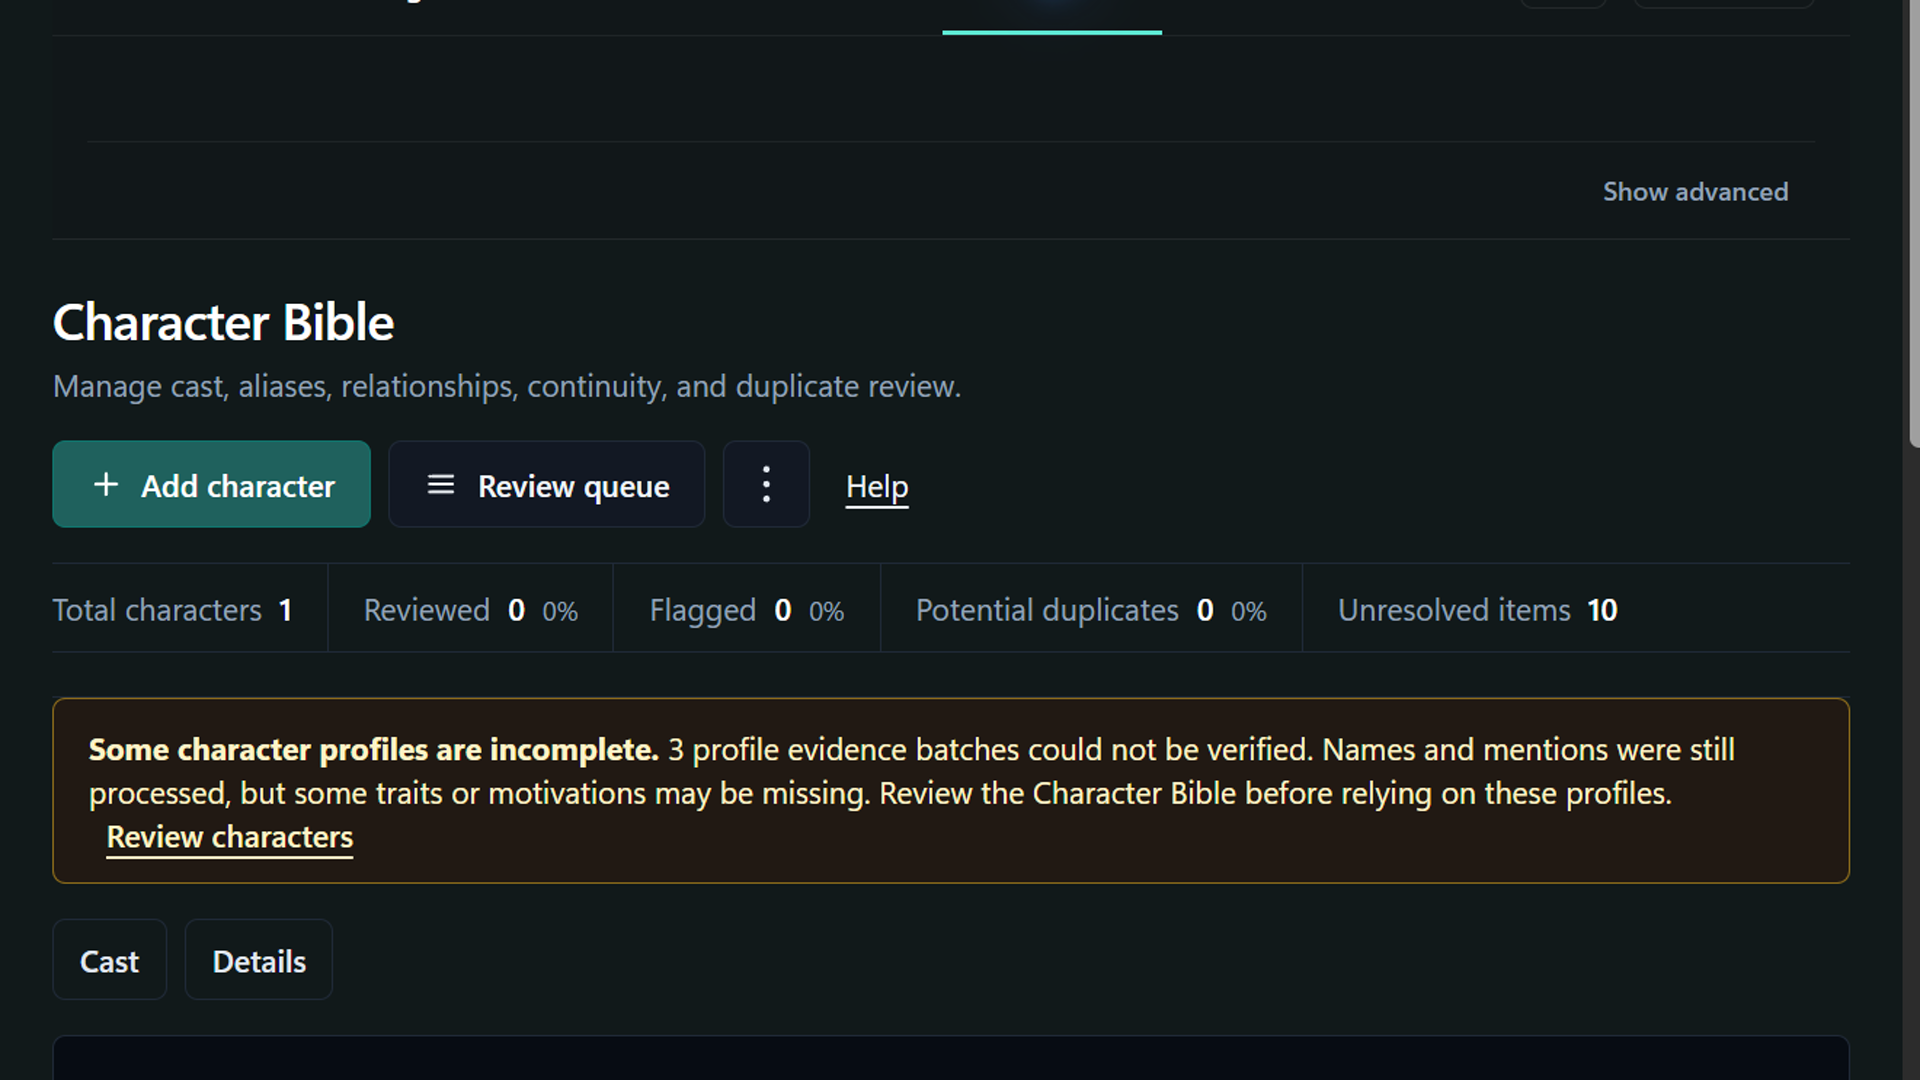 Show advanced
Character Bible
Manage cast, aliases, relationships, continuity, and duplicate review.
Add character
Review queue
Help
Total characters 1
Reviewed 0 0%
Flagged 0 0%
Potential duplicates 0 0%
Unresolved items 10
Some character profiles are incomplete. 3 profile evidence batches could not be verified. Names and mentions were still
processed, but some traits or motivations may be missing. Review the Character Bible before relying on these profiles.
Review characters
Cast
Details